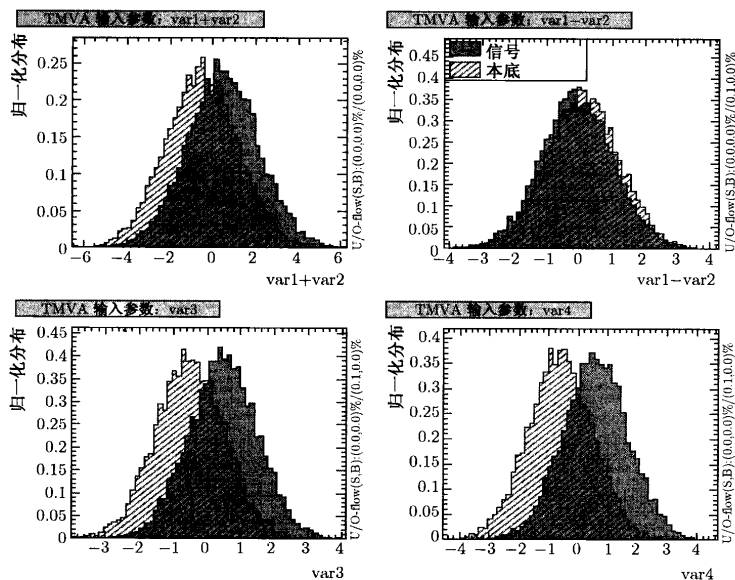 TMVA 输入参数：var1+var2
归一化分布
0.25
0.2
0.15
0.1
0.05
0
−6 −4 −2 0 2 4 6
var1+var2
U/O-flow(S,B):(0.0,0.0)%/(0.0,0.0)%
TMVA 输入参数：var1−var2
信号
本底
归一化分布
0.45
0.4
0.35
0.3
0.25
0.2
0.15
0.1
0.05
0
−4 −3 −2 −1 0 1 2 3 4
var1−var2
U/O-flow(S,B):(0.0,0.0)%/(0.1,0.0)%
TMVA 输入参数：var3
归一化分布
0.45
0.4
0.35
0.3
0.25
0.2
0.15
0.1
0.05
0
−3 −2 −1 0 1 2 3 4
var3
U/O-flow(S,B):(0.0,0.0)%/(0.1,0.0)%
TMVA 输入参数：var4
归一化分布
0.4
0.35
0.3
0.25
0.2
0.15
0.1
0.05
0
−4 −3 −2 −1 0 1 2 3 4
var4
U/O-flow(S,B):(0.0,0.0)%/(0.1,0.0)%